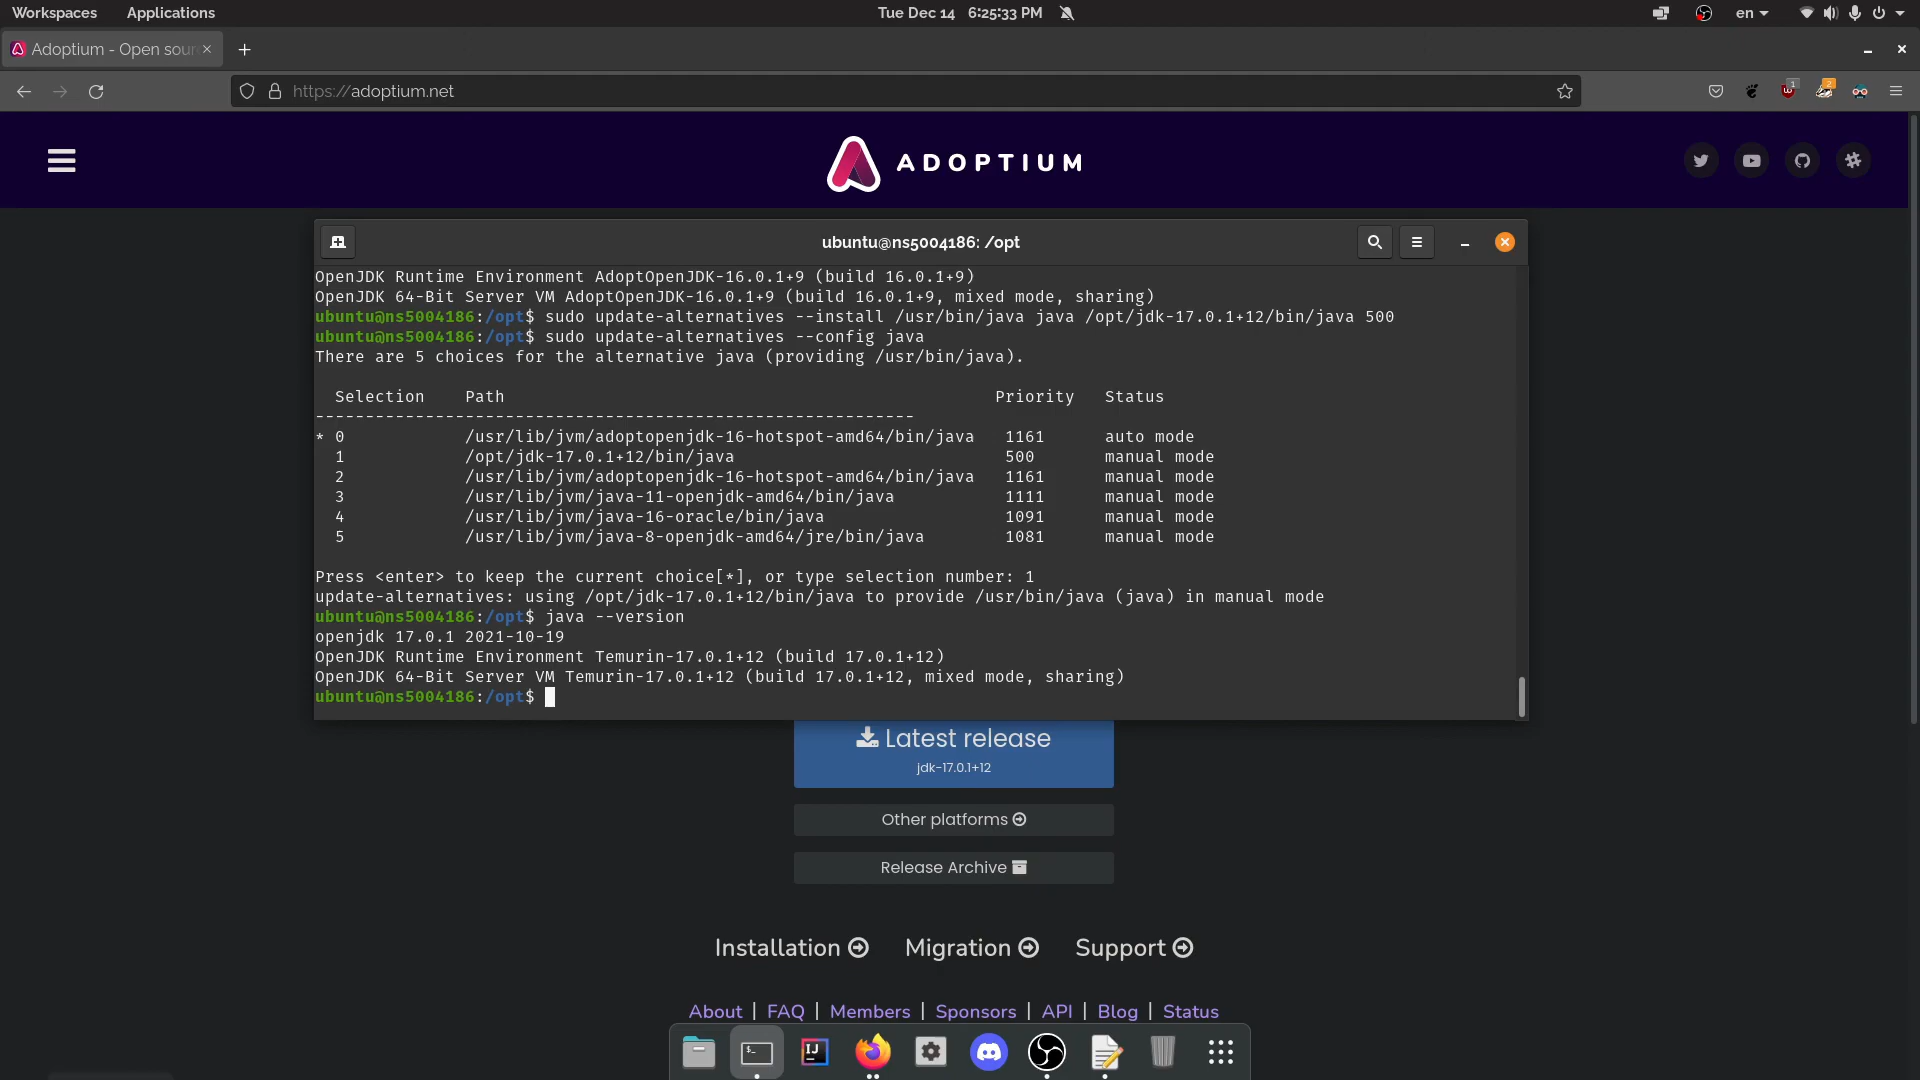 Workspaces Applications Tue Dec 14 6:25:33 PM en
Adoptium - Open sour
https://adoptium.net
1 2
ADOPTIUM
ubuntu@ns5004186: /opt
OpenJDK Runtime Environment AdoptOpenJDK-16.0.1+9 (build 16.0.1+9)
OpenJDK 64-Bit Server VM AdoptOpenJDK-16.0.1+9 (build 16.0.1+9, mixed mode, sharing)
ubuntu@ns5004186:/opt$ sudo update-alternatives --install /usr/bin/java java /opt/jdk-17.0.1+12/bin/java 500
ubuntu@ns5004186:/opt$ sudo update-alternatives --config java
There are 5 choices for the alternative java (providing /usr/bin/java).
Selection Path Priority Status
------------------------------------------------------------
* 0 /usr/lib/jvm/adoptopenjdk-16-hotspot-amd64/bin/java 1161 auto mode
1 /opt/jdk-17.0.1+12/bin/java 500 manual mode
2 /usr/lib/jvm/adoptopenjdk-16-hotspot-amd64/bin/java 1161 manual mode
3 /usr/lib/jvm/java-11-openjdk-amd64/bin/java 1111 manual mode
4 /usr/lib/jvm/java-16-oracle/bin/java 1091 manual mode
5 /usr/lib/jvm/java-8-openjdk-amd64/jre/bin/java 1081 manual mode
Press <enter> to keep the current choice[*], or type selection number: 1
update-alternatives: using /opt/jdk-17.0.1+12/bin/java to provide /usr/bin/java (java) in manual mode
ubuntu@ns5004186:/opt$ java --version
openjdk 17.0.1 2021-10-19
OpenJDK Runtime Environment Temurin-17.0.1+12 (build 17.0.1+12)
OpenJDK 64-Bit Server VM Temurin-17.0.1+12 (build 17.0.1+12, mixed mode, sharing)
ubuntu@ns5004186:/opt$
Latest release
jdk-17.0.1+12
Other platforms
Release Archive
Installation Migration Support
About | FAQ | Members | Sponsors | API | Blog | Status
$_ IJ